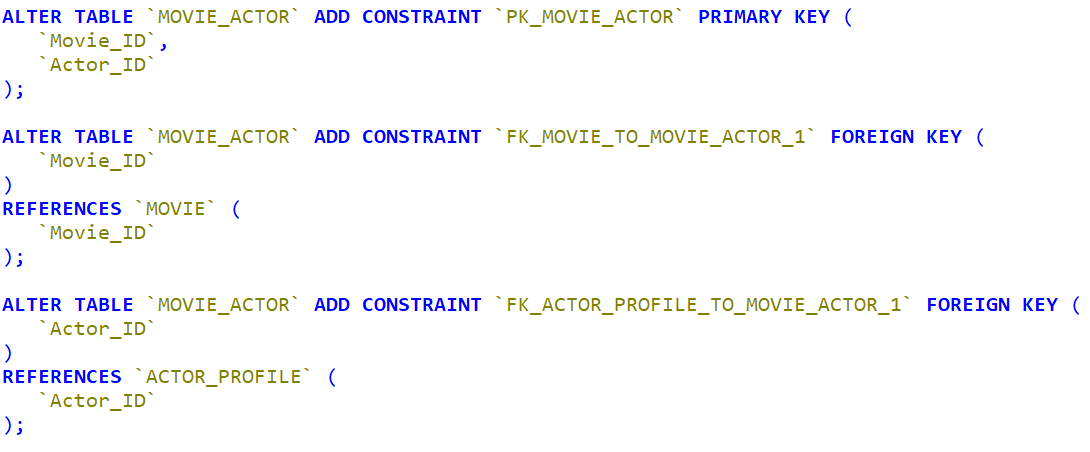 ALTER TABLE `MOVIE_ACTOR` ADD CONSTRAINT `PK_MOVIE_ACTOR` PRIMARY KEY (
   `Movie_ID`,
   `Actor_ID`
);

ALTER TABLE `MOVIE_ACTOR` ADD CONSTRAINT `FK_MOVIE_TO_MOVIE_ACTOR_1` FOREIGN KEY (
   `Movie_ID`
)
REFERENCES `MOVIE` (
   `Movie_ID`
);

ALTER TABLE `MOVIE_ACTOR` ADD CONSTRAINT `FK_ACTOR_PROFILE_TO_MOVIE_ACTOR_1` FOREIGN KEY (
   `Actor_ID`
)
REFERENCES `ACTOR_PROFILE` (
   `Actor_ID`
);